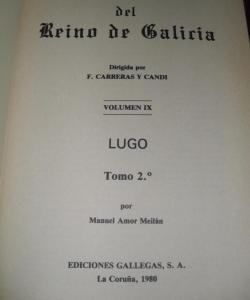 del
Reino de Galicia
Dirigida por
F. CARRERAS Y CANDI
VOLUMEN IX
LUGO
Tomo 2.º
por
Manuel Amor Meilán
EDICIONES GALLEGAS, S. A.
La Coruña, 1980